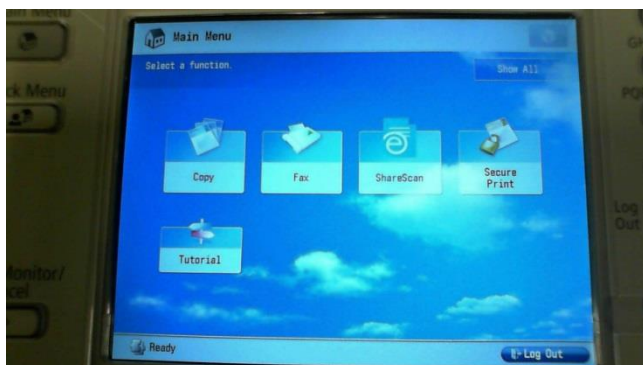 Main Menu
Main Menu
Select a function.
Show All
Copy
Fax
ShareScan
Secure
Print
Tutorial
Log
Out
Monitor/
Ready
Log Out